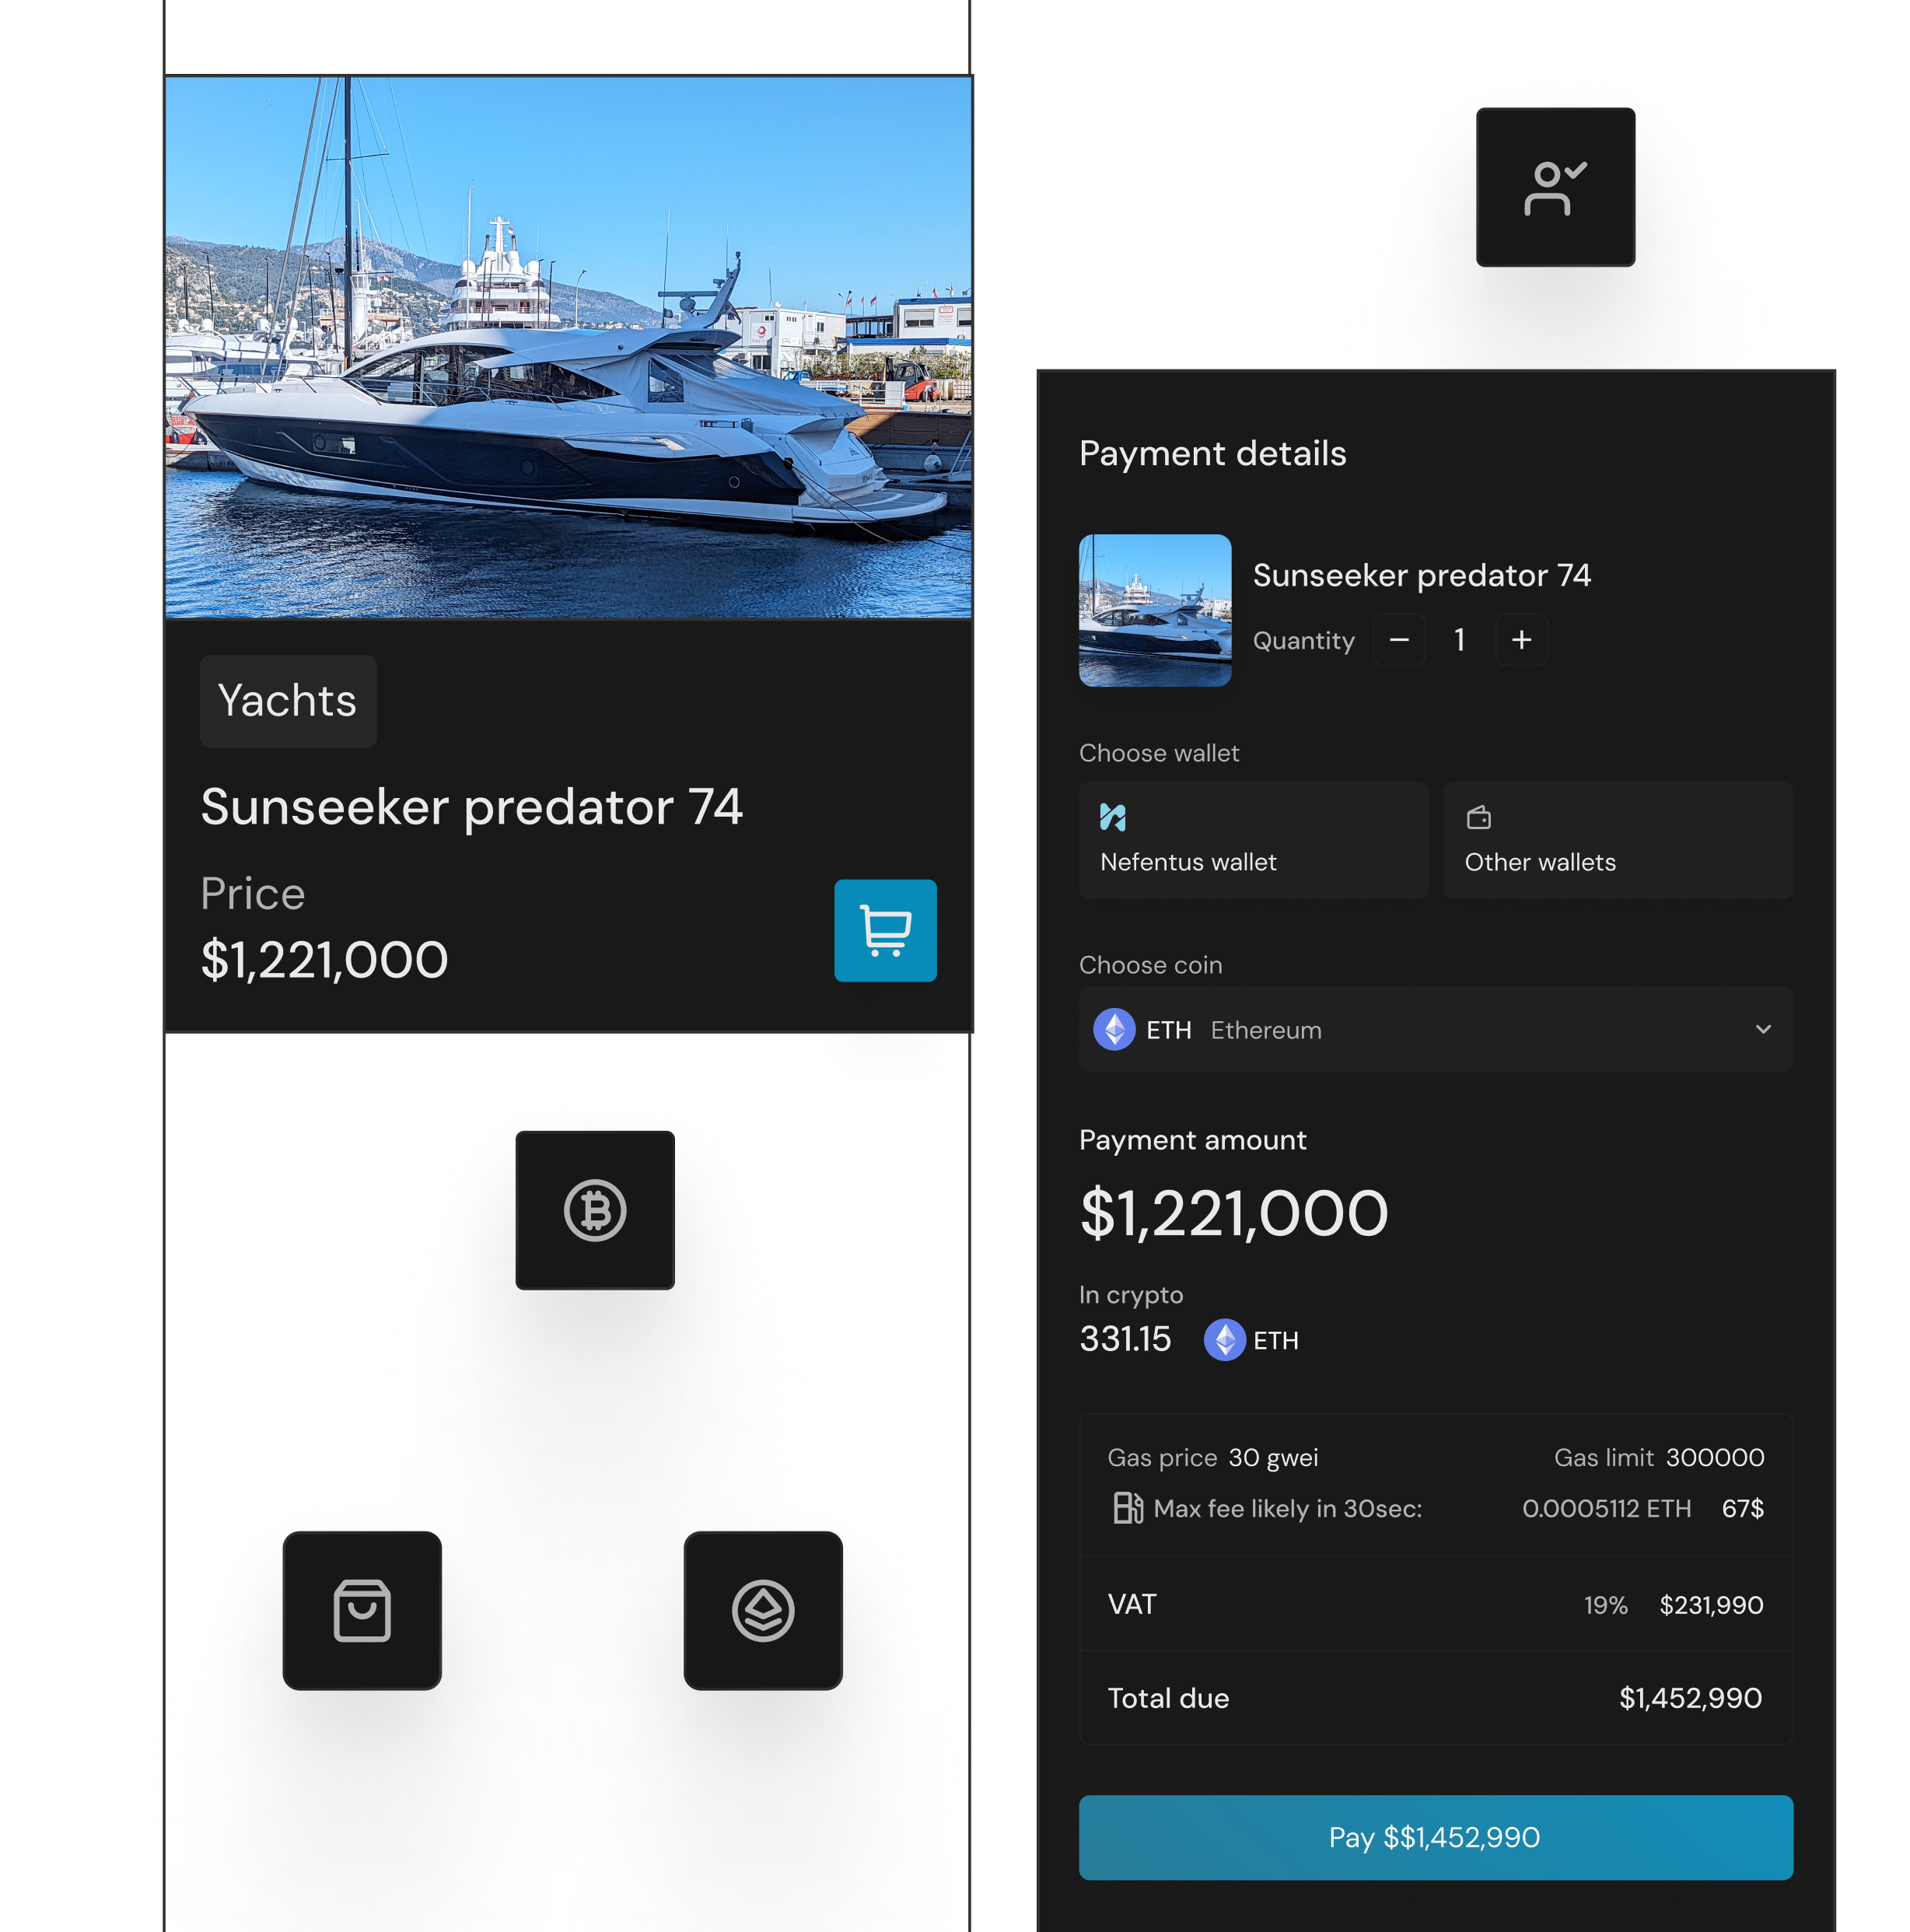 Yachts
Sunseeker predator 74
Price
$1,221,000
Payment details
Sunseeker predator 74
Quantity 1
Choose wallet
Nefentus wallet Other wallets
Choose coin
ETH Ethereum
Payment amount
$1,221,000
In crypto
331.15 ETH
Gas price 30 gwei Gas limit 300000
Max fee likely in 30sec: 0.0005112 ETH 67$
VAT 19% $231,990
Total due $1,452,990
Pay $$1,452,990